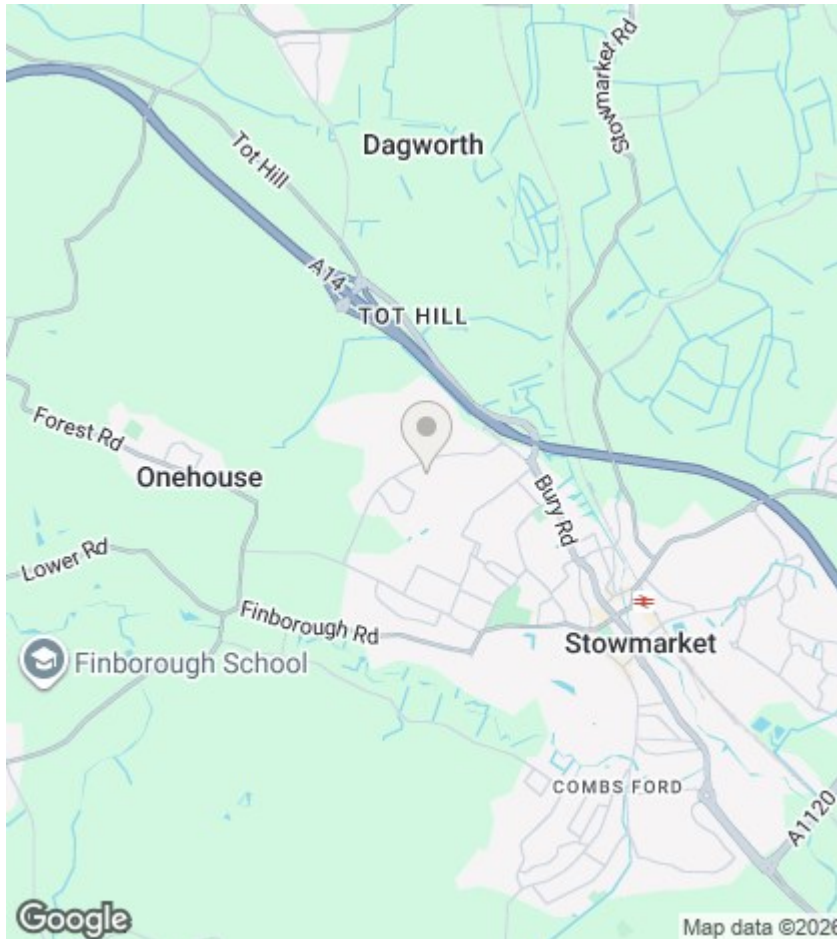 Stowmarket Rd
Dagworth
Tot Hill
A14
TOT HILL
Forest Rd
Onehouse
Bury Rd
Lower Rd
Finborough Rd
Stowmarket
Finborough School
COMBS FORD
A1120
Google
Map data ©2026